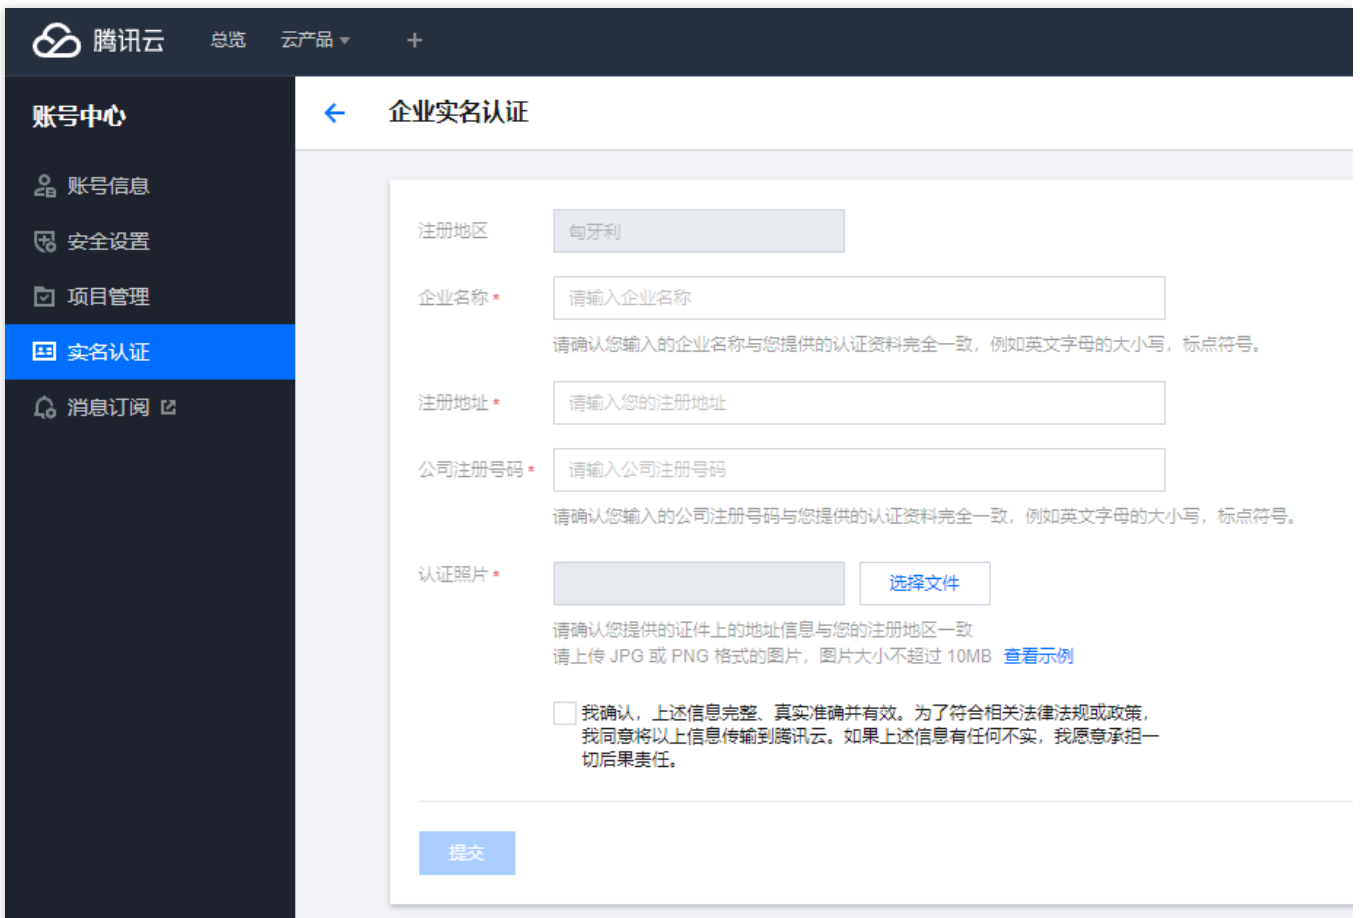 腾讯云 总览 云产品 +
账号中心
账号信息
安全设置
项目管理
实名认证
消息订阅
企业实名认证
注册地区 匈牙利
企业名称 * 请输入企业名称
请确认您输入的企业名称与您提供的认证资料完全一致，例如英文字母的大小写，标点符号。
注册地址 * 请输入您的注册地址
公司注册号码 * 请输入公司注册号码
请确认您输入的公司注册号码与您提供的认证资料完全一致，例如英文字母的大小写，标点符号。
认证照片 * 选择文件
请确认您提供的证件上的地址信息与您的注册地区一致
请上传 JPG 或 PNG 格式的图片，图片大小不超过 10MB 查看示例
我确认，上述信息完整、真实准确并有效。为了符合相关法律法规或政策，
我同意将以上信息传输到腾讯云。如果上述信息有任何不实，我愿意承担一
切后果责任。
提交